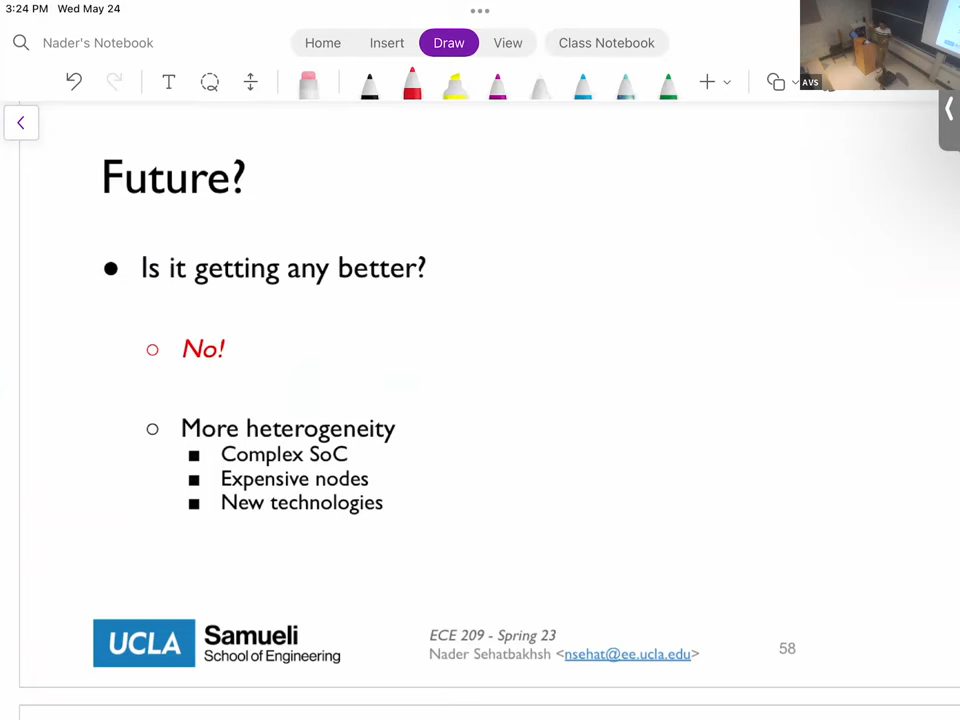 3:24 PM Wed May 24
Nader's Notebook
Home Insert Draw View Class Notebook
T
AVS
Future?
● Is it getting any better?
○ No!
○ More heterogeneity
■ Complex SoC
■ Expensive nodes
■ New technologies
UCLA Samueli
School of Engineering
ECE 209 - Spring 23
Nader Sehatbakhsh <nsehat@ee.ucla.edu>
58